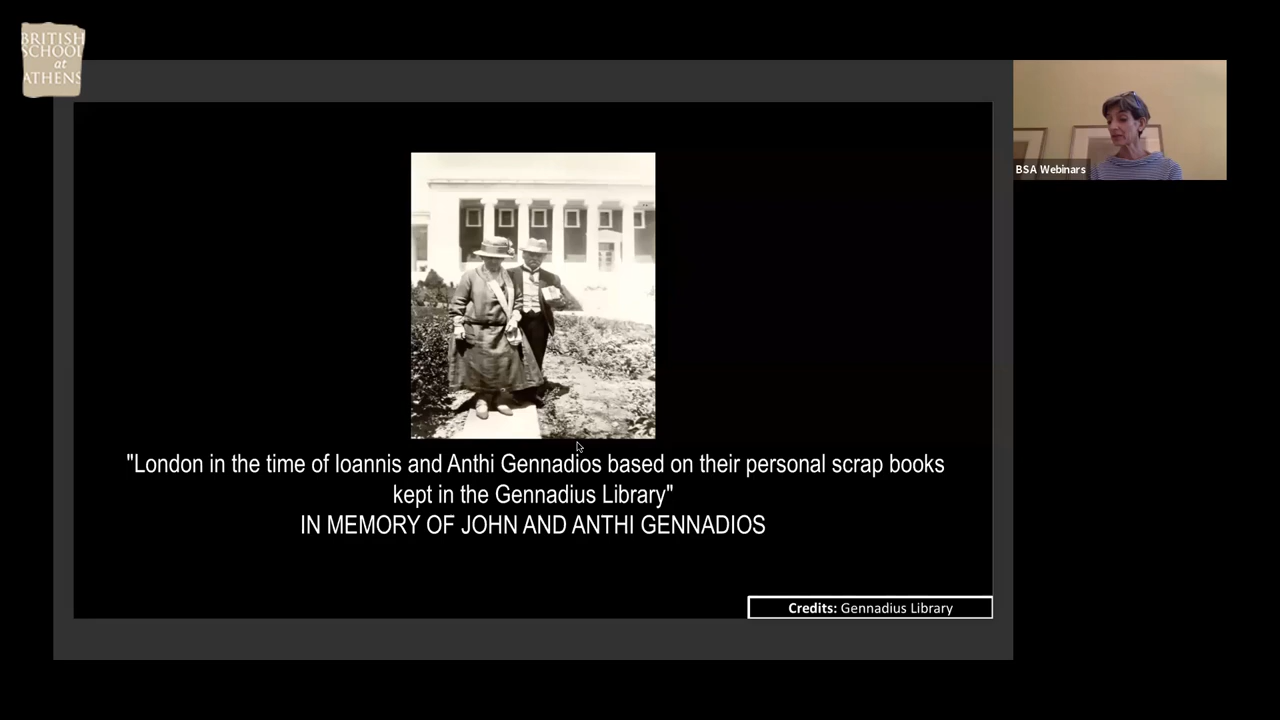 BRITISH
SCHOOL
at
ATHENS
BSA Webinars
"London in the time of Ioannis and Anthi Gennadios based on their personal scrap books
kept in the Gennadius Library"
IN MEMORY OF JOHN AND ANTHI GENNADIOS
Credits: Gennadius Library